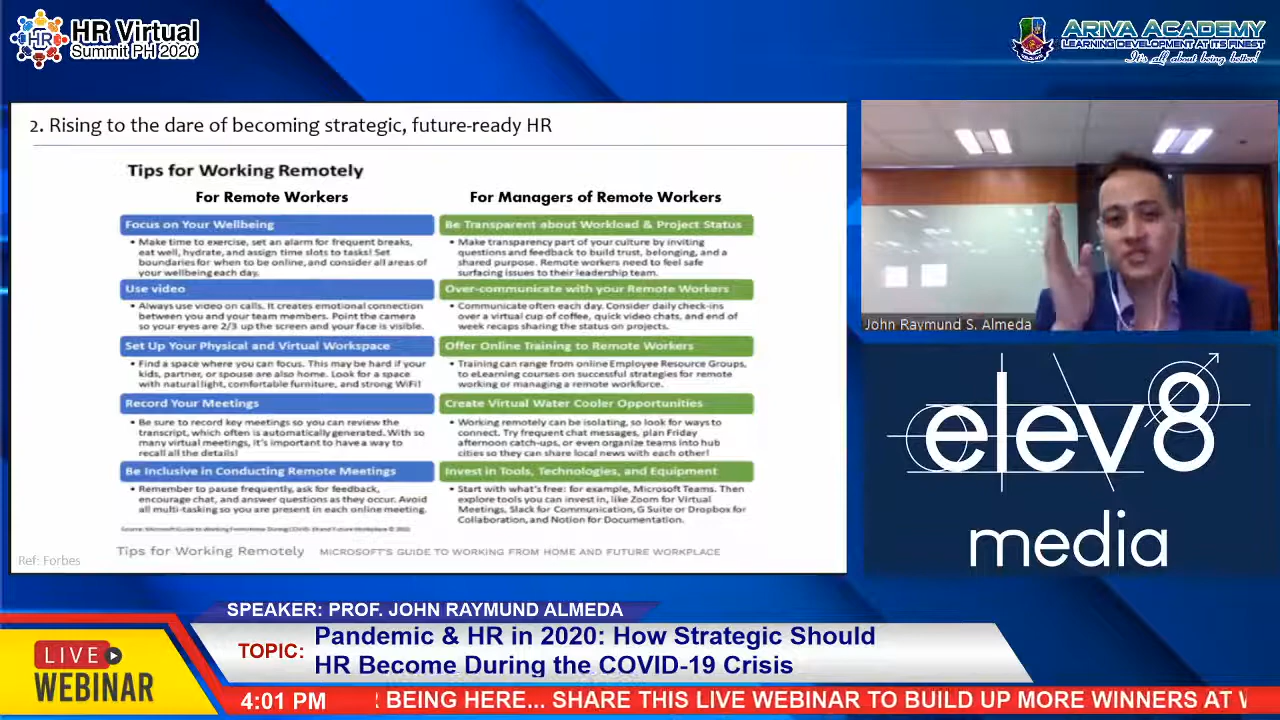 HR Virtual
Summit PH 2020
HR
ARIVA ACADEMY
LEARNING DEVELOPMENT AT ITS FINEST
It's all about being better!
2. Rising to the dare of becoming strategic, future-ready HR
Tips for Working Remotely
For Remote Workers
Focus on Your Wellbeing
• Make time to exercise, set an alarm for frequent breaks,
eat well, hydrate, and assign time slots to tasks! Set
boundaries for when to be online, and consider all areas of
your wellbeing each day.
Use video
• Always use video on calls. It creates emotional connection
between you and your team members. Point the camera
so your eyes are 2/3 up the screen and your face is visible.
Set Up Your Physical and Virtual Workspace
• Find a space where you can focus. This may be hard if your
kids, partner, or spouse are also home. Look for a space
with natural light, comfortable furniture, and strong WiFi!
Record Your Meetings
• Be sure to record key meetings so you can review the
transcript, which often is automatically generated. With so
many virtual meetings, it's important to have a way to
recall all the details!
Be Inclusive in Conducting Remote Meetings
• Remember to pause frequently, ask for feedback,
encourage chat, and answer questions as they occur. Avoid
all multi-tasking so you are present in each online meeting.
For Managers of Remote Workers
Be Transparent about Workload & Project Status
• Make transparency part of your culture by inviting
questions and feedback to build trust, belonging, and a
shared purpose. Remote workers need to feel safe
surfacing issues to their leadership team.
Over-communicate with your Remote Workers
• Communicate often each day. Consider daily check-ins
over a virtual cup of coffee, quick video chats, and end of
week recaps sharing the status on projects.
Offer Online Training to Remote Workers
• Training can range from online Employee Resource Groups,
to eLearning courses on successful strategies for remote
working or managing a remote workforce.
Create Virtual Water Cooler Opportunities
• Working remotely can be isolating, so look for ways to
connect. Try frequent chat messages, plan Friday
afternoon catch-ups, or even organize teams into hub
cities so they can share local news with each other!
Invest in Tools, Technologies, and Equipment
• Start with what's free: for example, Microsoft Teams. Then
explore tools you can invest in, like Zoom for Virtual
Meetings, Slack for Communication, G Suite or Dropbox for
Collaboration, and Notion for Documentation.
Source: Microsoft Guide to Working From Home During COVID-19 and Future Workplace © 2020
Tips for Working Remotely MICROSOFT'S GUIDE TO WORKING FROM HOME AND FUTURE WORKPLACE
Ref: Forbes
John Raymund S. Almeda
elev8
media
SPEAKER: PROF. JOHN RAYMUND ALMEDA
TOPIC: Pandemic & HR in 2020: How Strategic Should
HR Become During the COVID-19 Crisis
LIVE
WEBINAR
4:01 PM
BEING HERE... SHARE THIS LIVE WEBINAR TO BUILD UP MORE WINNERS AT